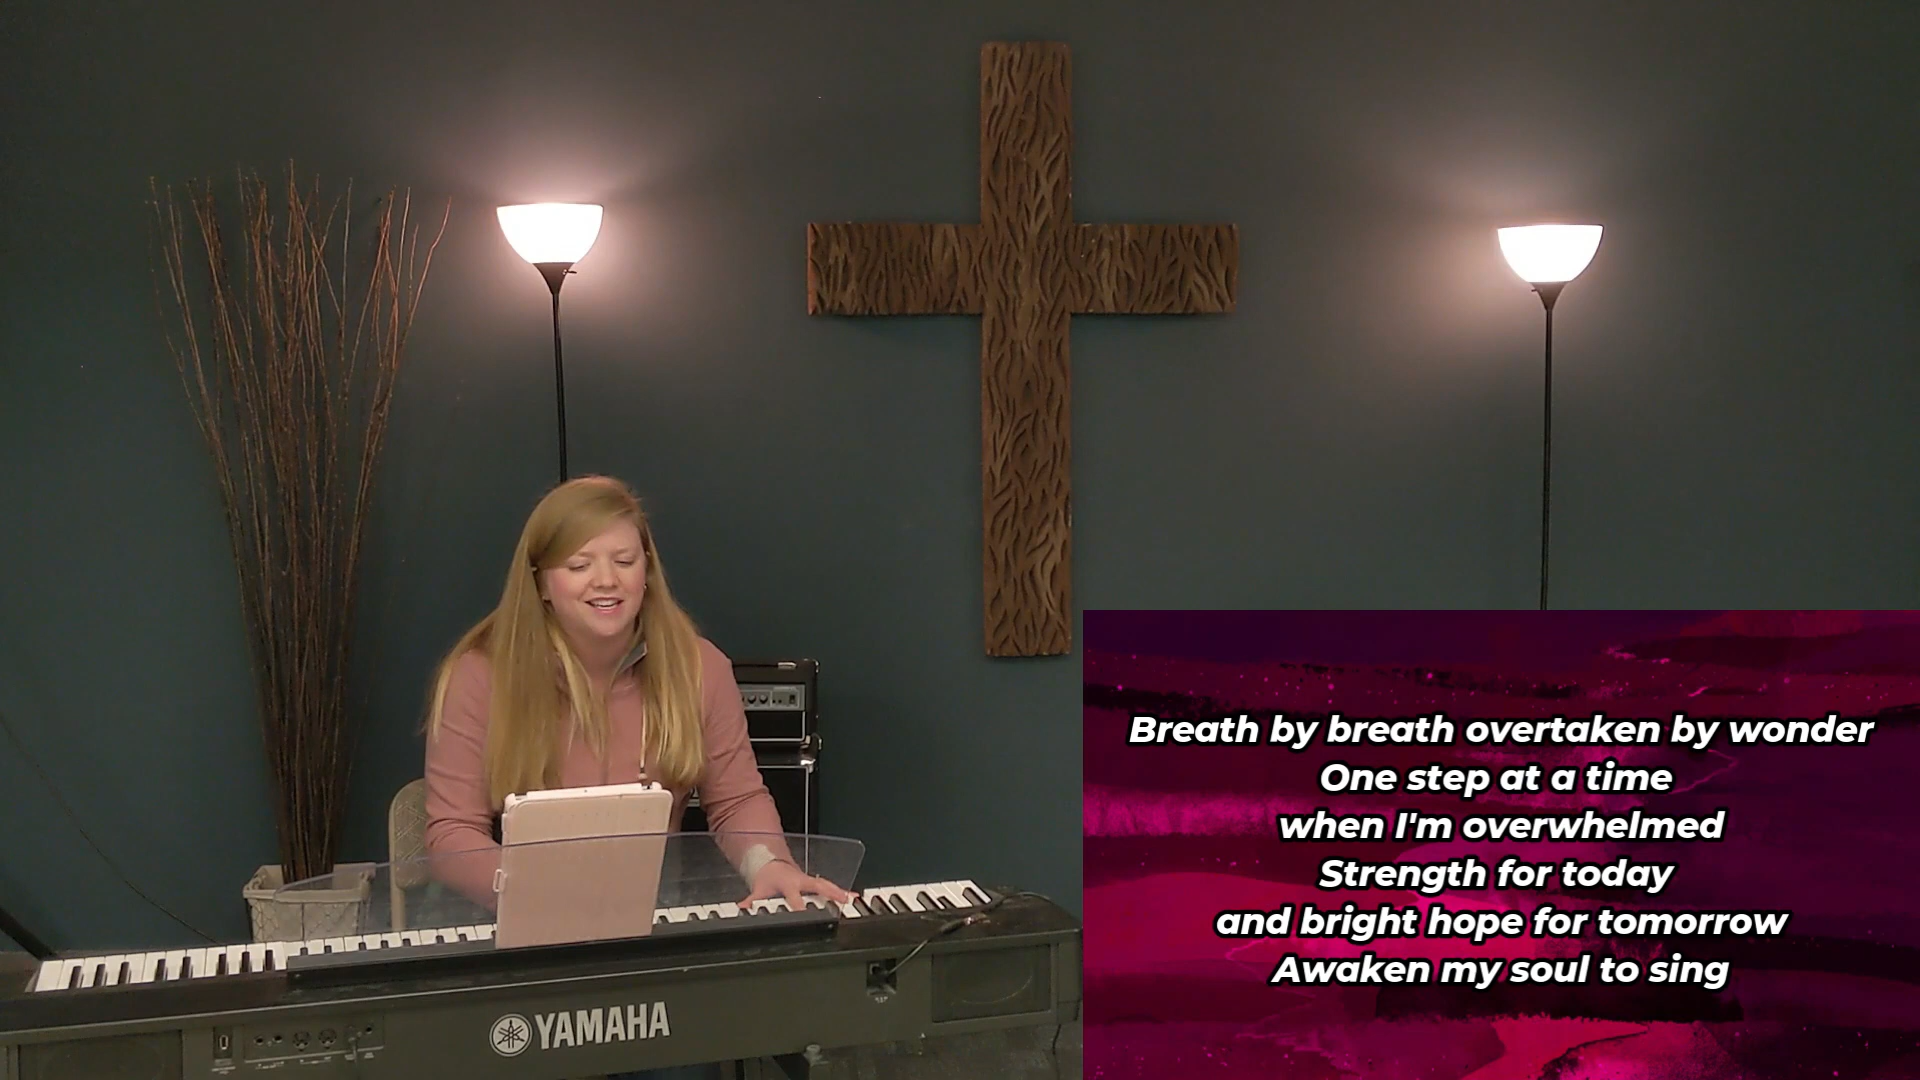 Breath by breath overtaken by wonder
One step at a time
when I'm overwhelmed
Strength for today
and bright hope for tomorrow
Awaken my soul to sing
YAMAHA